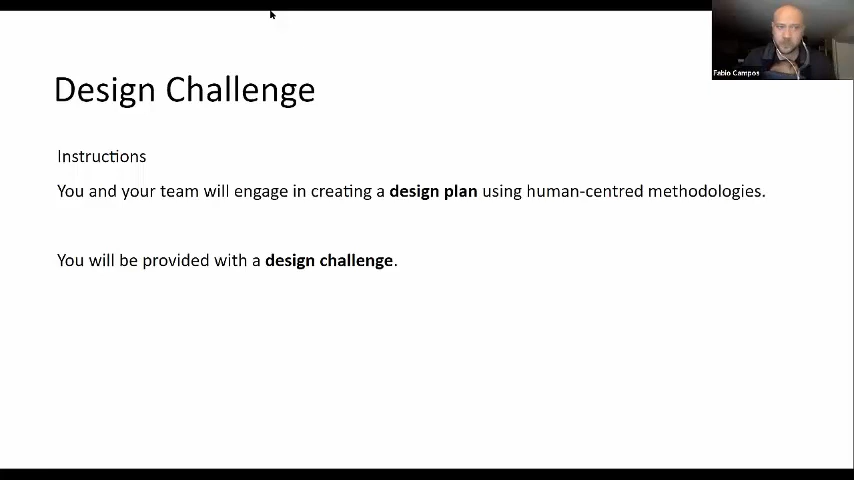 Design Challenge
Fabio Campos
Instructions
You and your team will engage in creating a design plan using human-centred methodologies.
You will be provided with a design challenge.